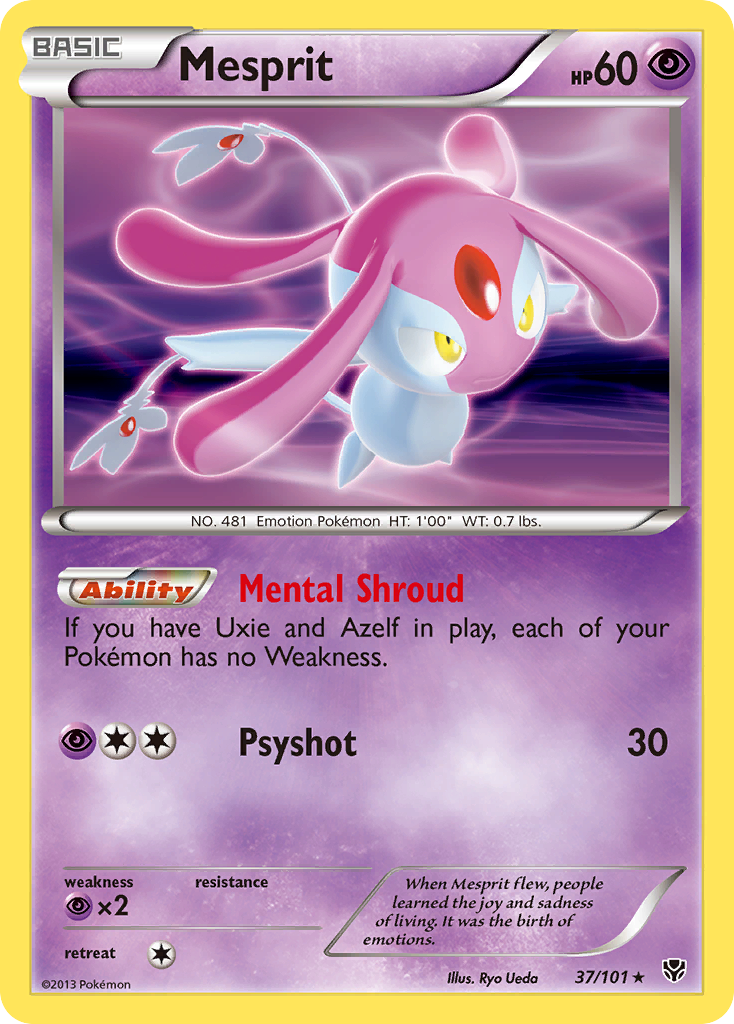 BASIC
Mesprit
HP60
NO. 481 Emotion Pokémon HT: 1'00" WT: 0.7 lbs.
Ability Mental Shroud
If you have Uxie and Azelf in play, each of your
Pokémon has no Weakness.
Psyshot 30
weakness resistance
×2
retreat
When Mesprit flew, people
learned the joy and sadness
of living. It was the birth of
emotions.
©2013 Pokémon
Illus. Ryo Ueda 37/101 ★